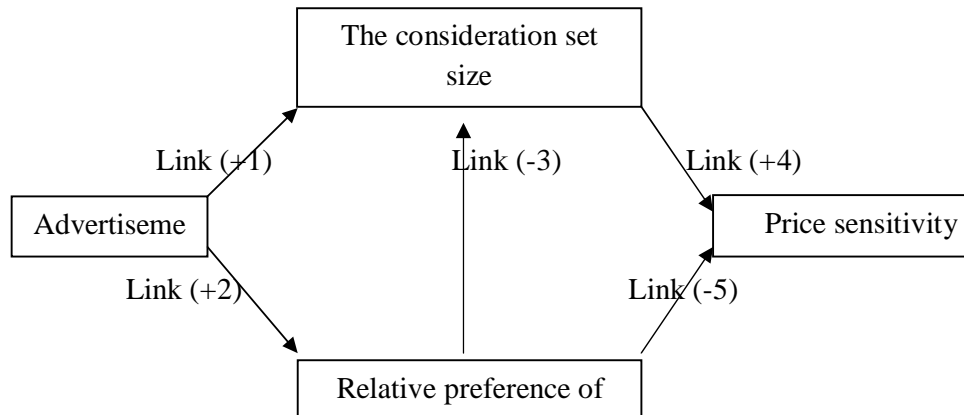 The consideration set
size
Link (+1)
Link (-3)
Link (+4)
Advertiseme
Price sensitivity
Link (+2)
Link (-5)
Relative preference of